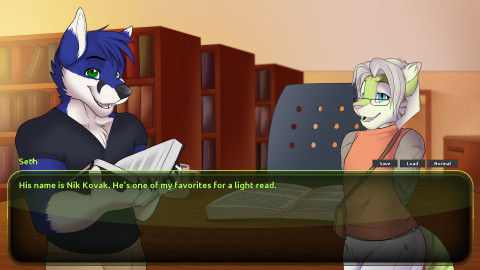 Seth
Save Load Normal
His name is Nik Kovak. He's one of my favorites for a light read.